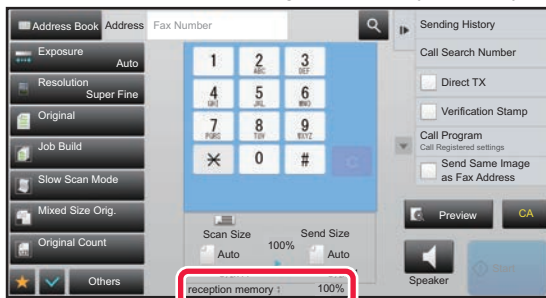 Address Book
Address
Fax Number
Exposure
Auto
Resolution
Super Fine
Original
Job Build
Slow Scan Mode
Mixed Size Orig.
Original Count
Others
1
2
ABC
3
DEF
4
GHI
5
JKL
6
MNO
7
PQRS
8
TUV
9
WXYZ
0
#
C
Scan Size
Auto
100%
Send Size
Auto
reception memory :
100%
Sending History
Call Search Number
Direct TX
Verification Stamp
Call Program
Call Registered settings
Send Same Image
as Fax Address
Preview
CA
Speaker
Start